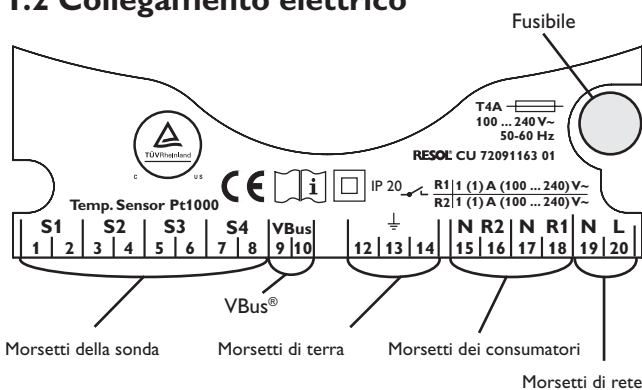 1.2 Collegamento elettrico
Fusibile
T4A
100 ... 240 V~
50-60 Hz
RESOL® CU 72091163 01
TÜVRheinland
C US
CE i IP 20 R1 1 (1) A (100 ... 240) V~
R2 1 (1) A (100 ... 240) V~
Temp. Sensor Pt1000
S1 S2 S3 S4 VBus N R2 N R1 N L
1 2 3 4 5 6 7 8 9 10 12 13 14 15 16 17 18 19 20
VBus®
Morsetti della sonda Morsetti di terra Morsetti dei consumatori
Morsetti di rete